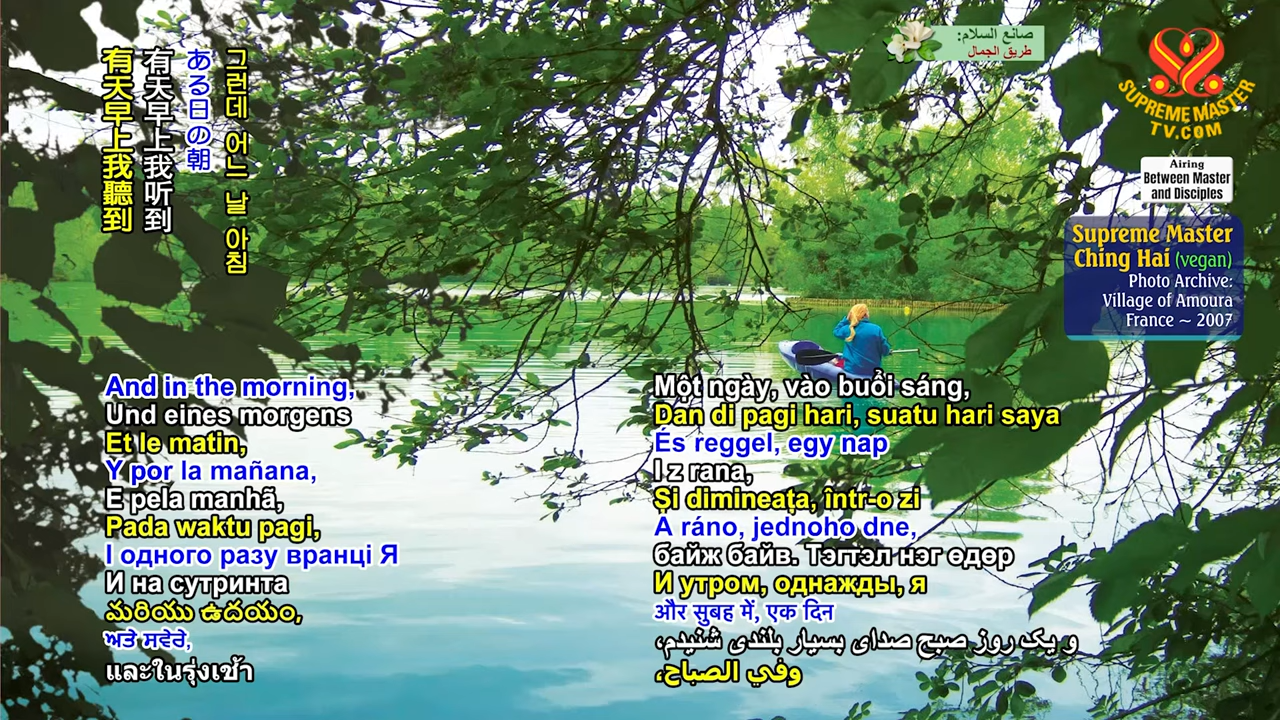 그런데 어느 날 아침
ある日の朝
有天早上我听到
有天早上我聽到
صانع السلام:
طريق الجمال
SUPREME MASTER
TV.COM
Airing
Between Master
and Disciples
Supreme Master
Ching Hai (vegan)
Photo Archive:
Village of Amoura
France ~ 2007
And in the morning,
Und eines morgens
Et le matin,
Y por la mañana,
E pela manhã,
Pada waktu pagi,
І одного разу вранці Я
И на сутринта
మరియు ఉదయం,
ਅਤੇ ਸਵੇਰੇ,
และในรุ่งเช้า
Một ngày, vào buổi sáng,
Dan di pagi hari, suatu hari saya
És reggel, egy nap
I z rana,
Și dimineața, într-o zi
A ráno, jednoho dne,
байж байв. Тэгтэл нэг өдөр
И утром, однажды, я
और सुबह में, एक दिन
و یک روز صبح صدای بسیار بلندی شنیدم،
وفي الصباح،